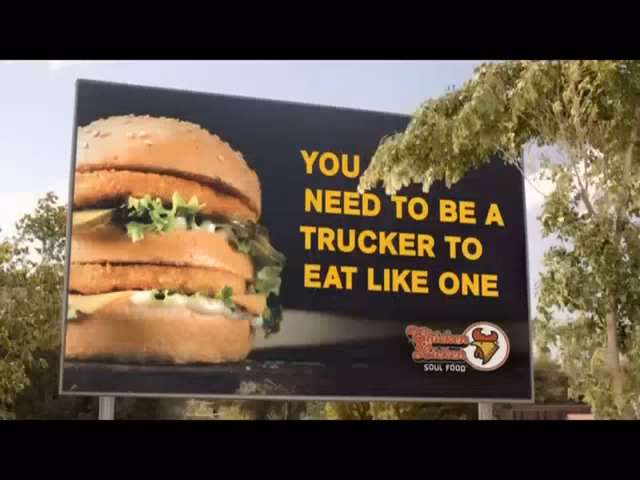 YOU
NEED TO BE A
TRUCKER TO
EAT LIKE ONE
Chicken
Licken
SOUL FOOD